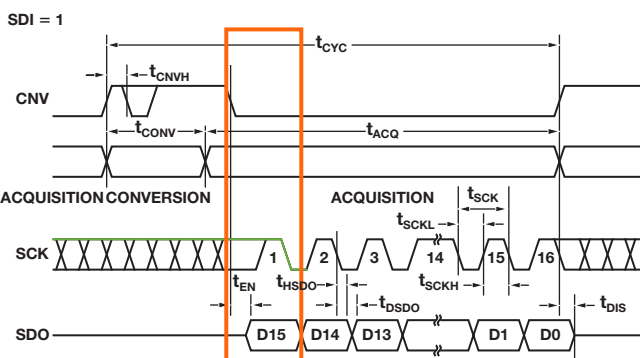 SDI = 1
tCYC
tCNVH
CNV
tCONV
tACQ
ACQUISITION CONVERSION ACQUISITION
tSCK
tSCKL
SCK 1 2 3 14 15 16
tEN
tHSDO
tSCKH
tDSDO
tDIS
SDO D15 D14 D13 D1 D0